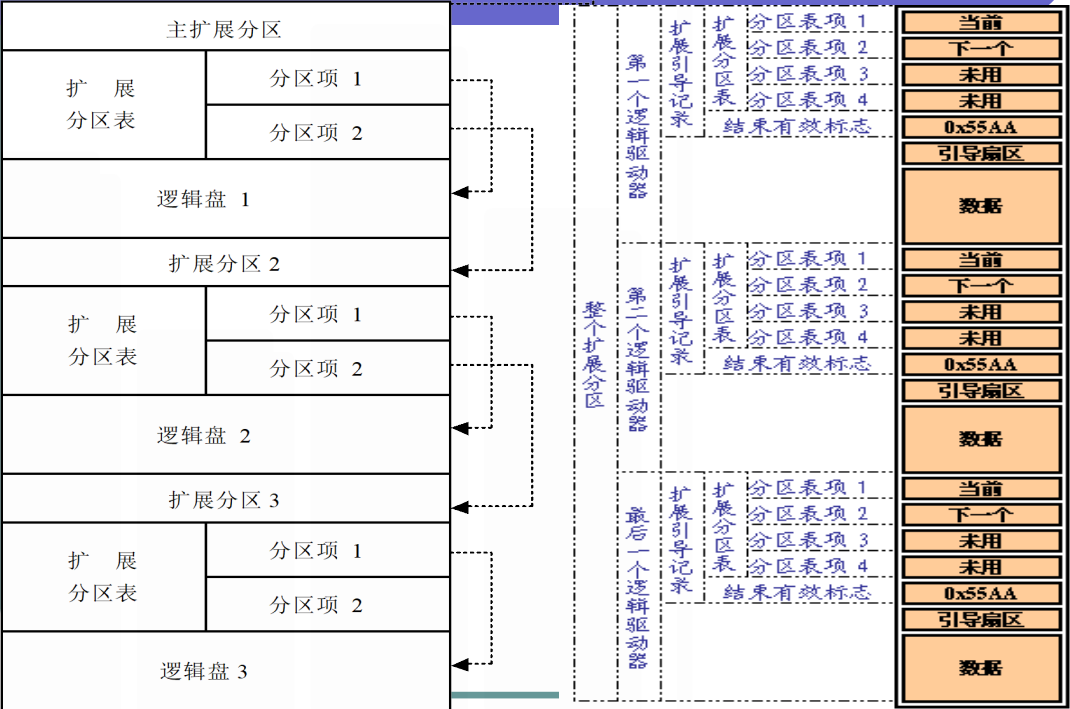 主扩展分区
扩 展
分区表
分区项 1
分区项 2
逻辑盘 1
扩展分区2
扩 展
分区表
分区项 1
分区项 2
逻辑盘 2
扩展分区3
扩 展
分区表
分区项 1
分区项 2
逻辑盘3
整个扩展分区
第一个逻辑驱动器
扩展引导记录
扩展分区表
分区表项 1
分区表项 2
分区表项 3
分区表项 4
结束有效标志
当前
下一个
未用
未用
0x55AA
引导扇区
数据
第二个逻辑驱动器
扩展引导记录
扩展分区表
分区表项 1
分区表项 2
分区表项 3
分区表项 4
结束有效标志
当前
下一个
未用
未用
0x55AA
引导扇区
数据
最后一个逻辑驱动器
扩展引导记录
扩展分区表
分区表项 1
分区表项 2
分区表项 3
分区表项 4
结束有效标志
当前
下一个
未用
未用
0x55AA
引导扇区
数据